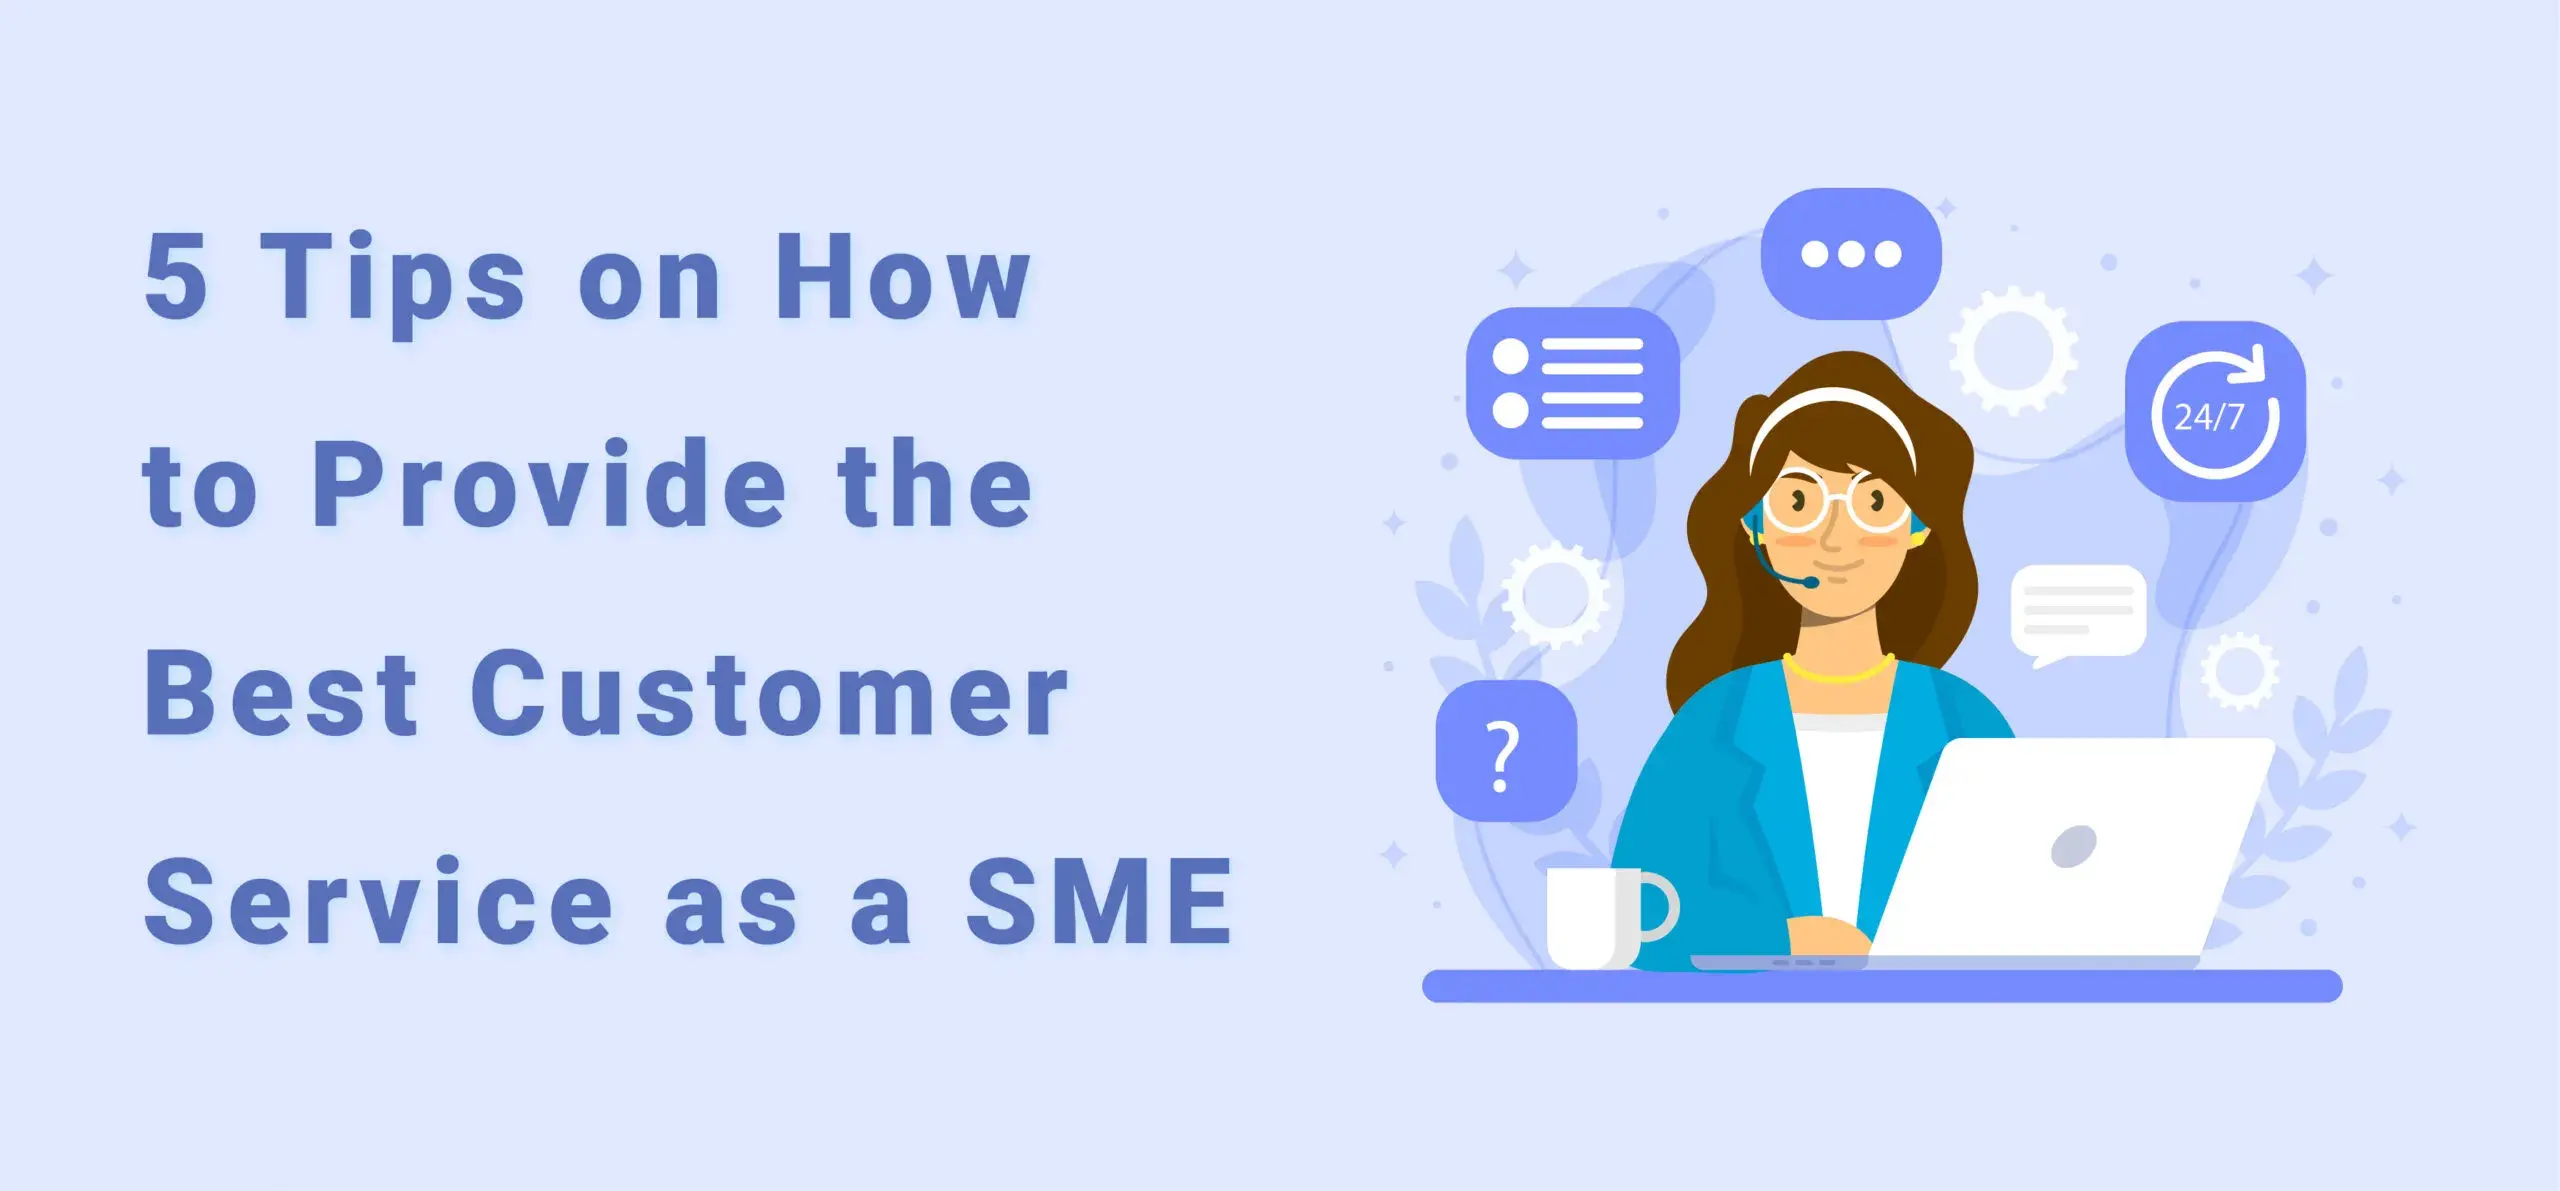 5 Tips on How
to Provide the
Best Customer
Service as a SME
24/7
?